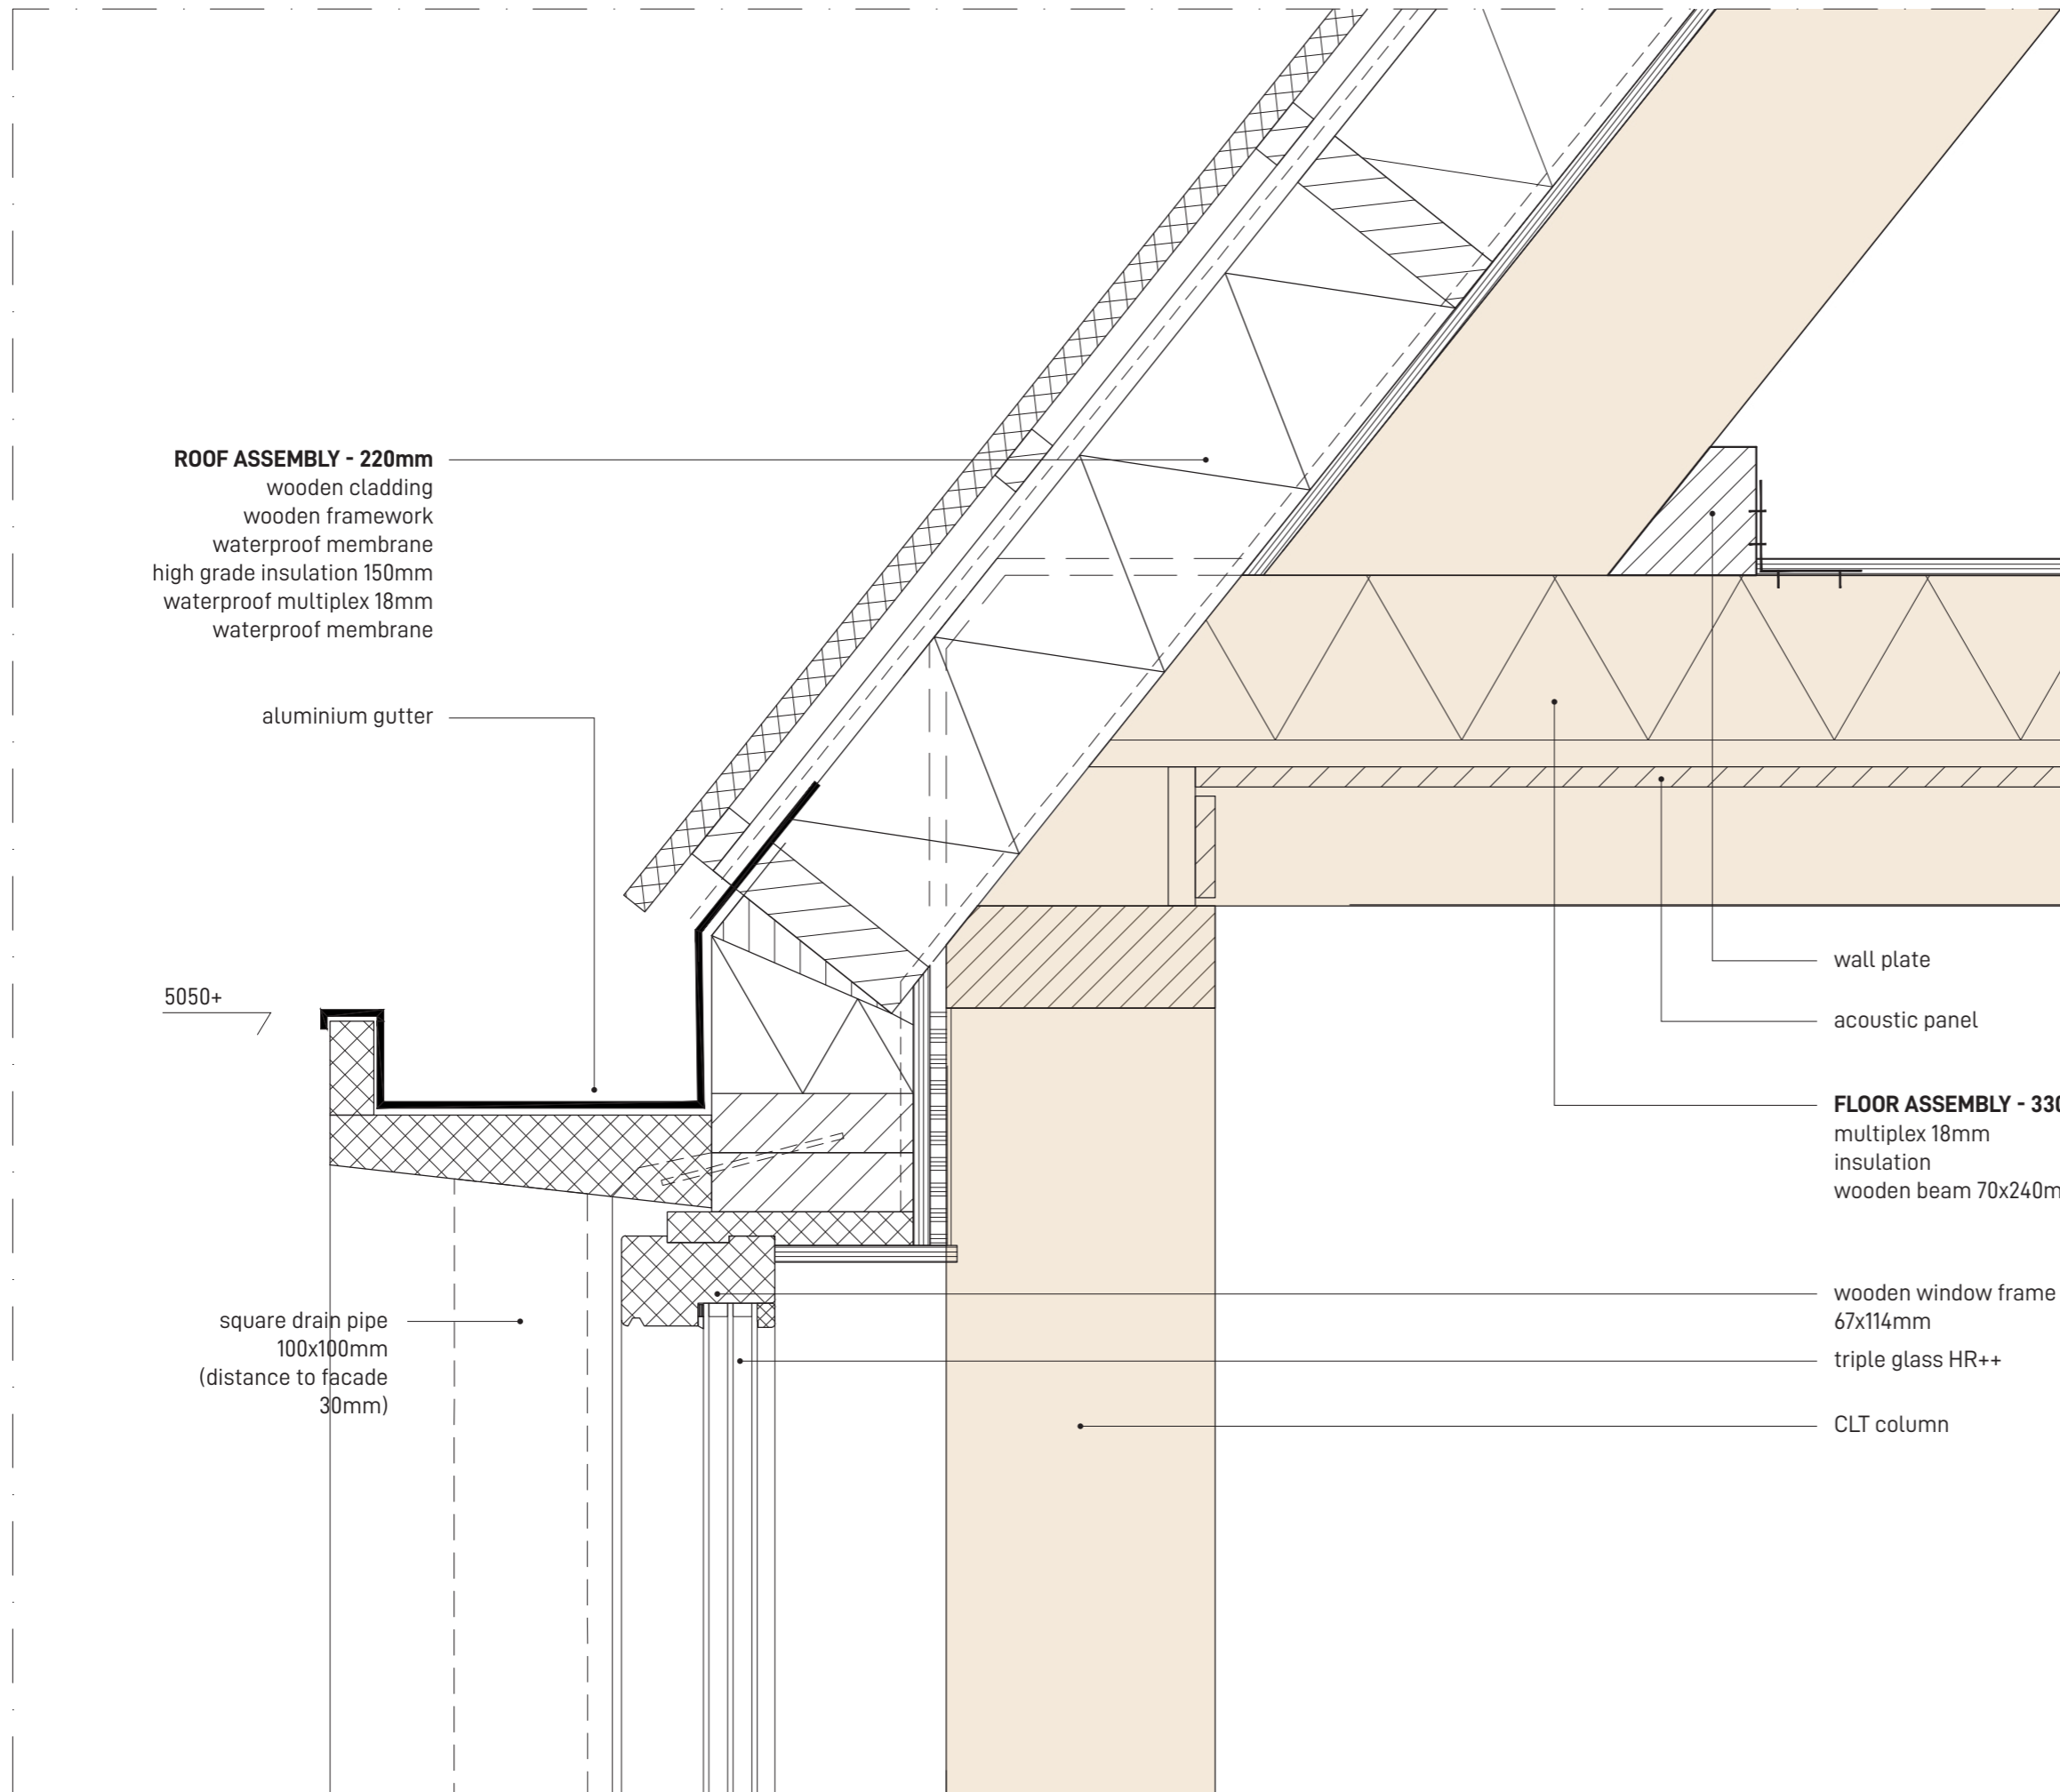 ROOF ASSEMBLY - 220mm
wooden cladding
wooden framework
waterproof membrane
high grade insulation 150mm
waterproof multiplex 18mm
waterproof membrane
aluminium gutter
5050+
square drain pipe
100x100mm
(distance to facade
30mm)
wall plate
acoustic panel
FLOOR ASSEMBLY - 330
multiplex 18mm
insulation
wooden beam 70x240m
wooden window frame
67x114mm
triple glass HR++
CLT column